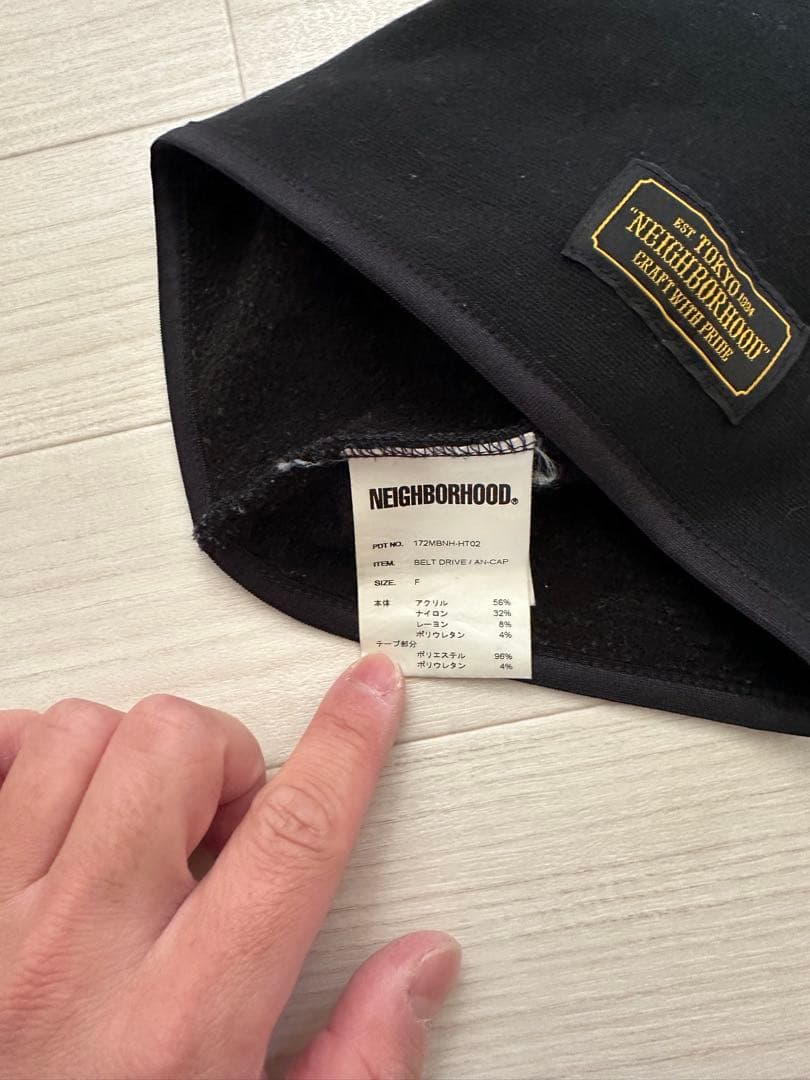 EST TOKYO 1994
"NEIGHBORHOOD"
CRAFT WITH PRIDE
NEIGHBORHOOD®
PDT NO. 172MBNH-HT02
ITEM. BELT DRIVE / AN-CAP
SIZE. F
本体 アクリル 56%
ナイロン 32%
レーヨン 8%
ポリウレタン 4%
テープ部分
ポリエステル 96%
ポリウレタン 4%